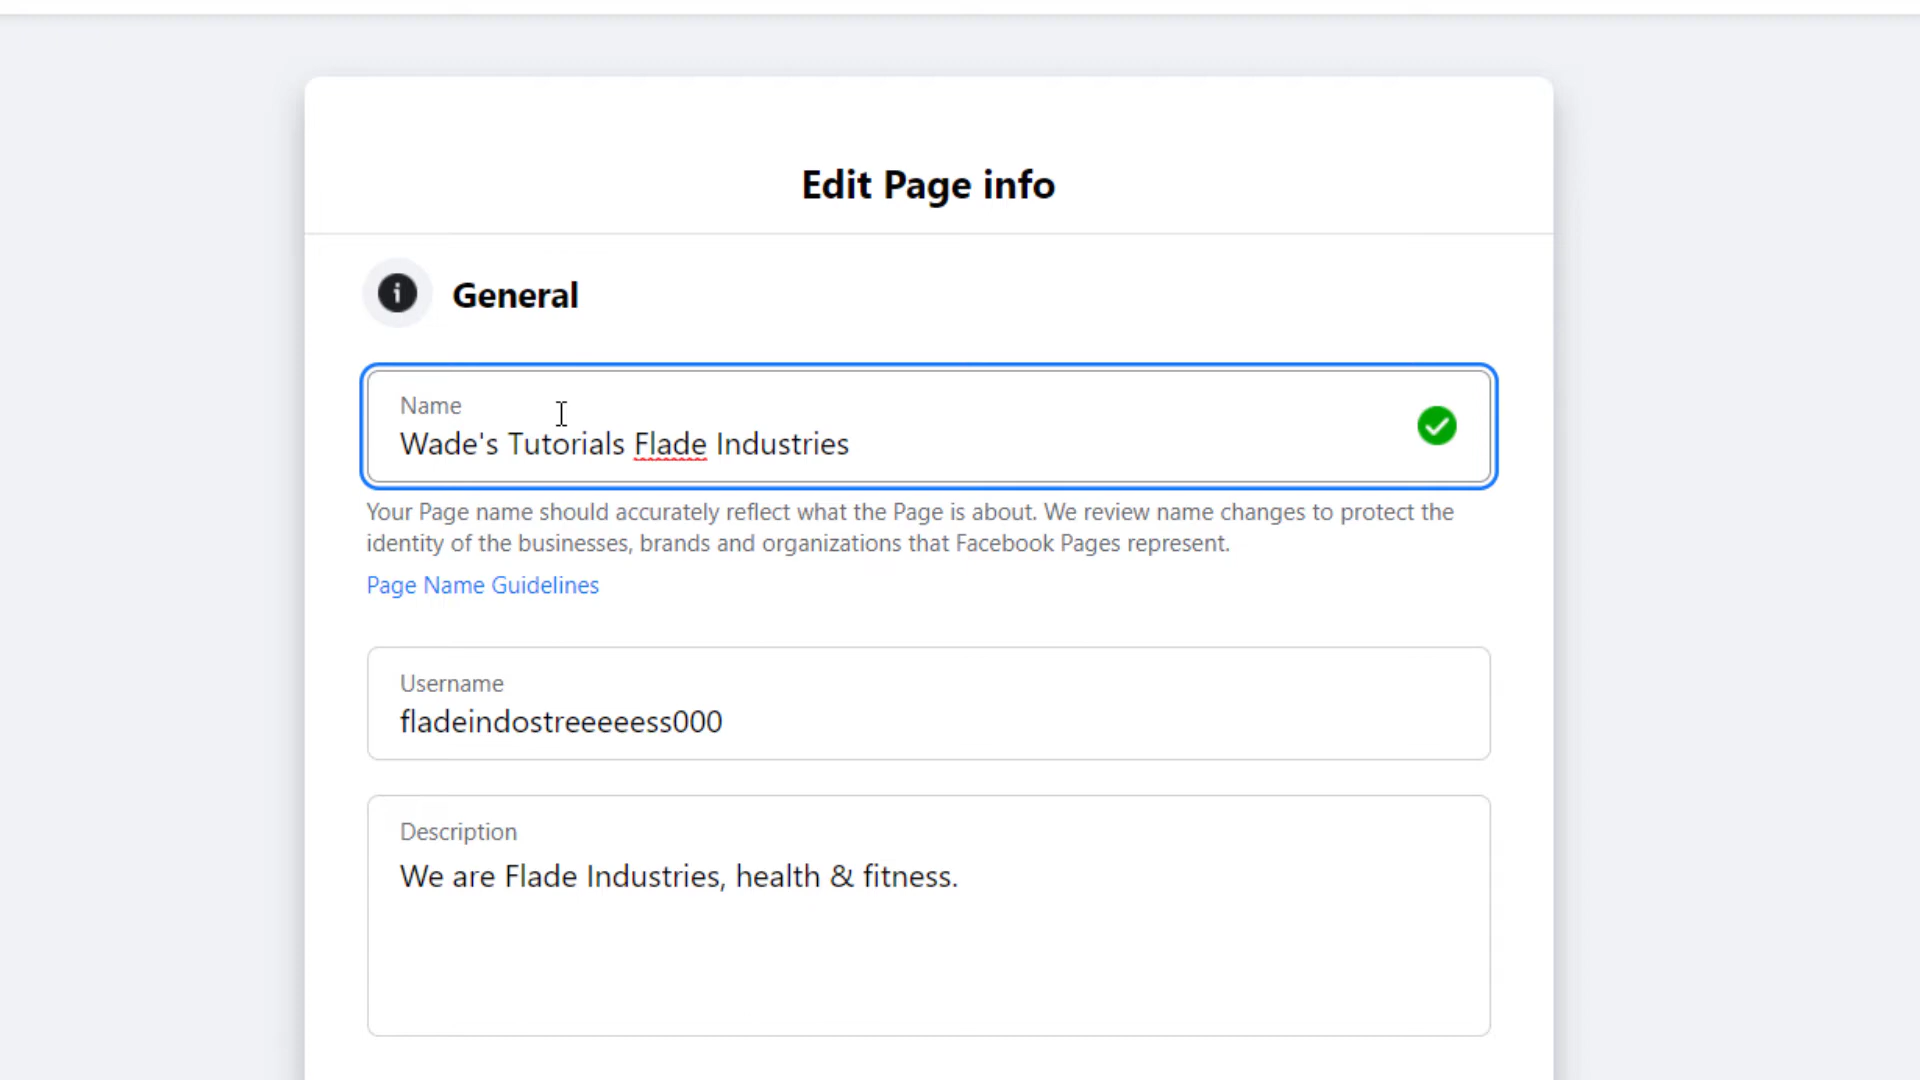 Edit Page info
General
Name
Wade's Tutorials Flade Industries
Your Page name should accurately reflect what the Page is about. We review name changes to protect the
identity of the businesses, brands and organizations that Facebook Pages represent.
Page Name Guidelines
Username
fladeindostreeeeess000
Description
We are Flade Industries, health & fitness.